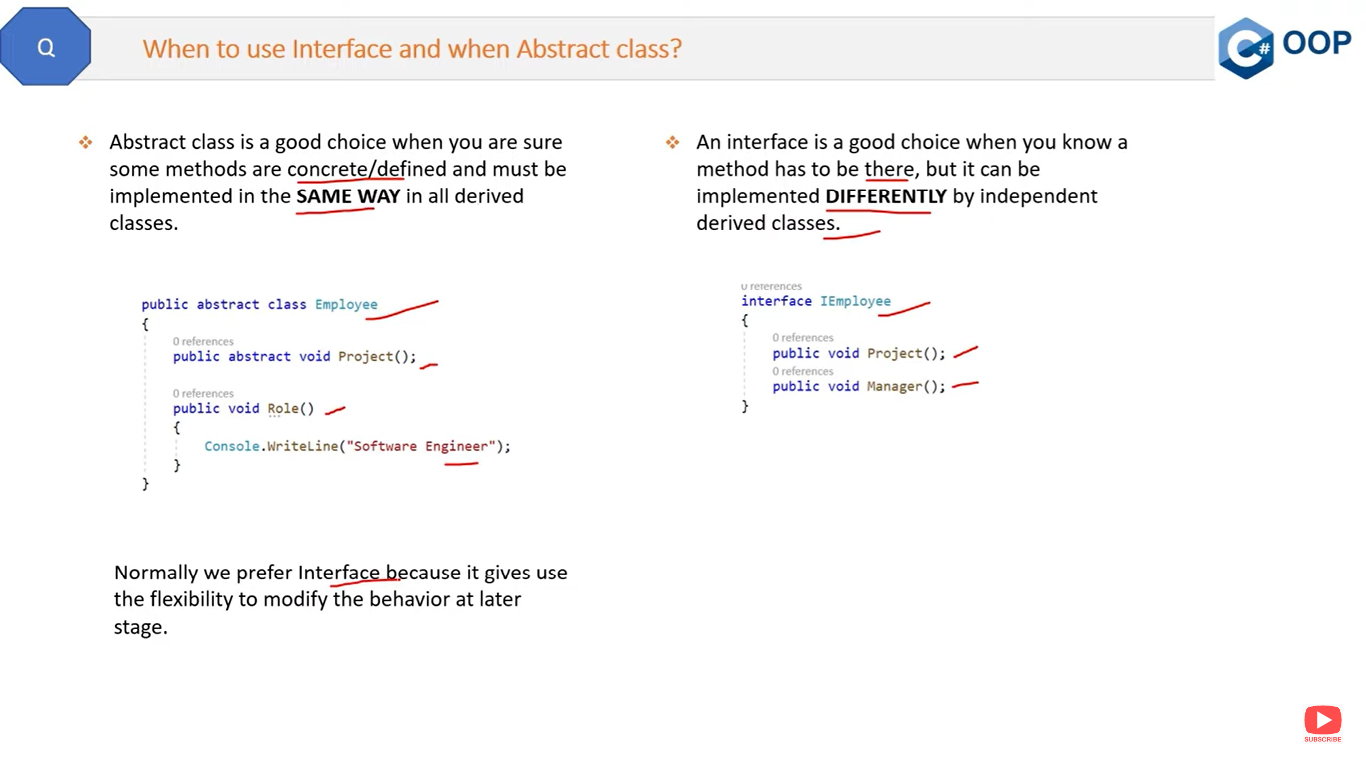 Q
When to use Interface and when Abstract class?
C# OOP
❖ Abstract class is a good choice when you are sure
some methods are concrete/defined and must be
implemented in the SAME WAY in all derived
classes.
public abstract class Employee
{
0 references
public abstract void Project();
0 references
public void Role()
{
Console.WriteLine("Software Engineer");
}
}
Normally we prefer Interface because it gives use
the flexibility to modify the behavior at later
stage.
❖ An interface is a good choice when you know a
method has to be there, but it can be
implemented DIFFERENTLY by independent
derived classes.
0 references
interface IEmployee
{
0 references
public void Project();
0 references
public void Manager();
}
SUBSCRIBE